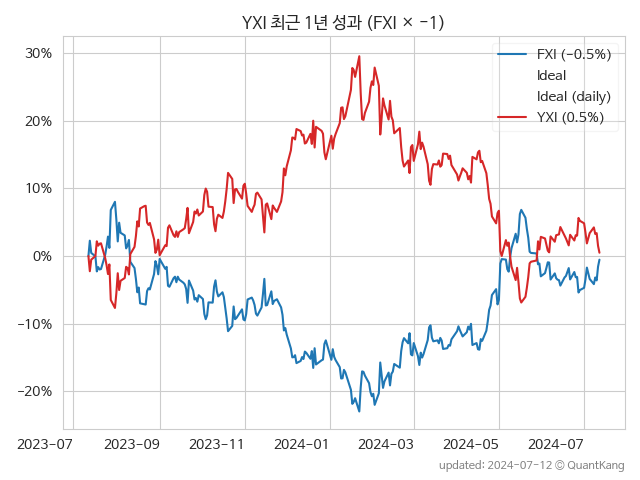 YXI 최근 1년 성과 (FXI × -1)
FXI (-0.5%)
Ideal
Ideal (daily)
YXI (0.5%)
30%
20%
10%
0%
-10%
-20%
2023-07
2023-09
2023-11
2024-01
2024-03
2024-05
2024-07
updated: 2024-07-12 © QuantKang